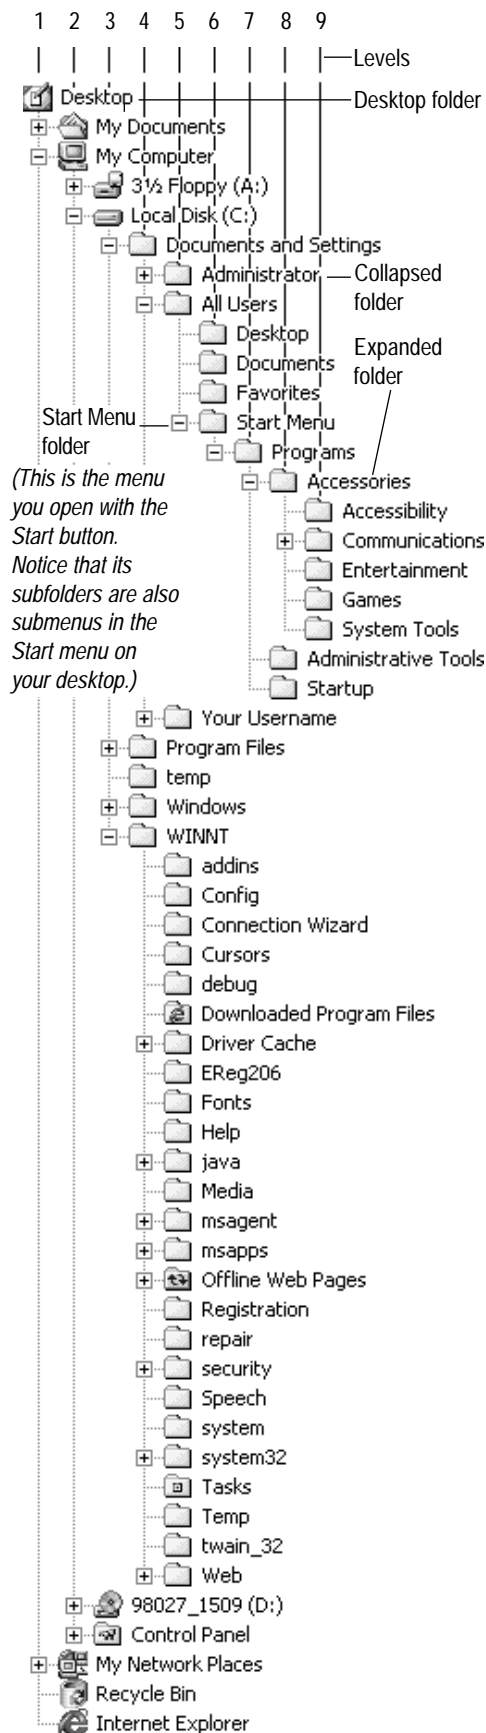 1 2 3 4 5 6 7 8 9
Levels
Desktop
Desktop folder
My Documents
My Computer
3½ Floppy (A:)
Local Disk (C:)
Documents and Settings
Administrator
Collapsed
folder
All Users
Desktop
Documents
Expanded
folder
Favorites
Start Menu
folder
Start Menu
Programs
(This is the menu
you open with the
Start button.
Notice that its
subfolders are also
submenus in the
Start menu on
your desktop.)
Accessories
Accessibility
Communications
Entertainment
Games
System Tools
Administrative Tools
Startup
Your Username
Program Files
temp
Windows
WINNT
addins
Config
Connection Wizard
Cursors
debug
Downloaded Program Files
Driver Cache
EReg206
Fonts
Help
java
Media
msagent
msapps
Offline Web Pages
Registration
repair
security
Speech
system
system32
Tasks
Temp
twain_32
Web
98027_1509 (D:)
Control Panel
My Network Places
Recycle Bin
Internet Explorer